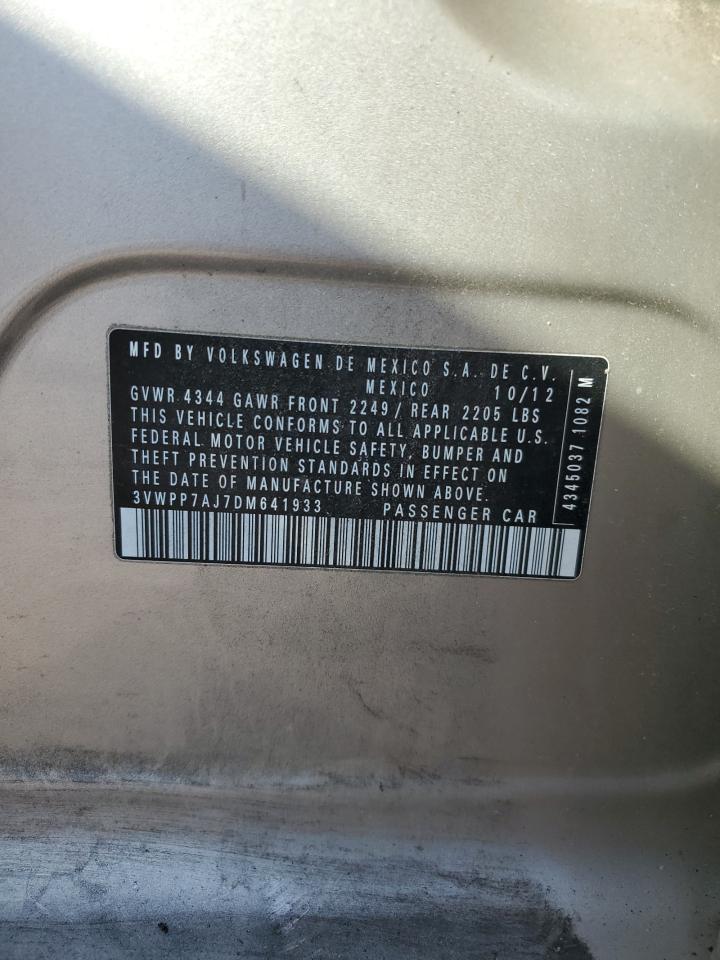 MFD BY VOLKSWAGEN DE MEXICO S.A. DE C.V.
MEXICO 10/12
GVWR 4344 GAWR FRONT 2249/ REAR 2205 LBS
THIS VEHICLE CONFORMS TO ALL APPLICABLE U.S.
FEDERAL MOTOR VEHICLE SAFETY, BUMPER AND
THEFT PREVENTION STANDARDS IN EFFECT ON
THE DATE OF MANUFACTURE SHOWN ABOVE.
3VWPP7AJ7DM641933 PASSENGER CAR
4345037 1082 M